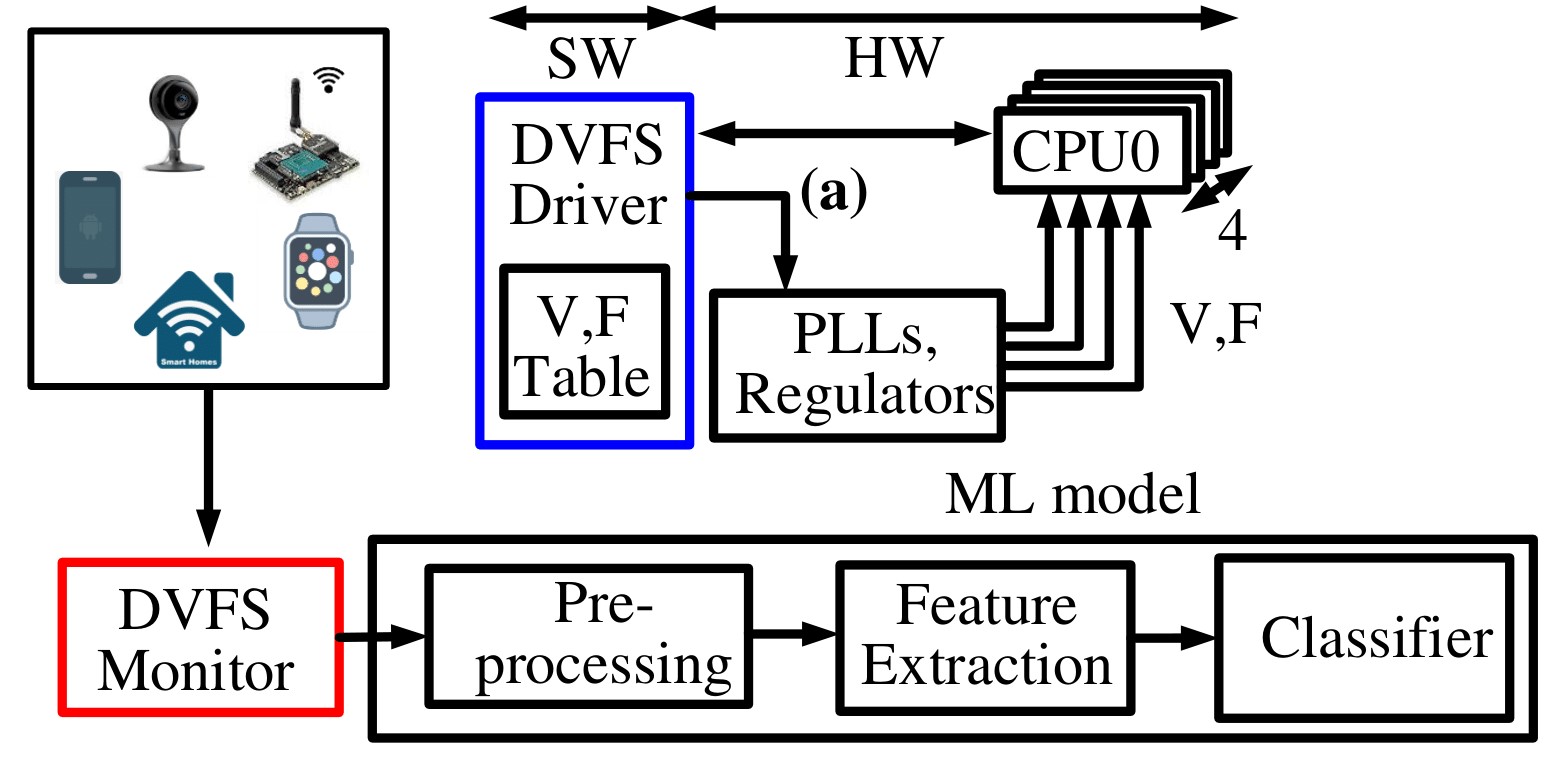 SW
HW
DVFS
Driver
V,F
Table
(a)
CPU0
4
V,F
PLLs,
Regulators
Smart Homes
ML model
DVFS
Monitor
Pre-
processing
Feature
Extraction
Classifier